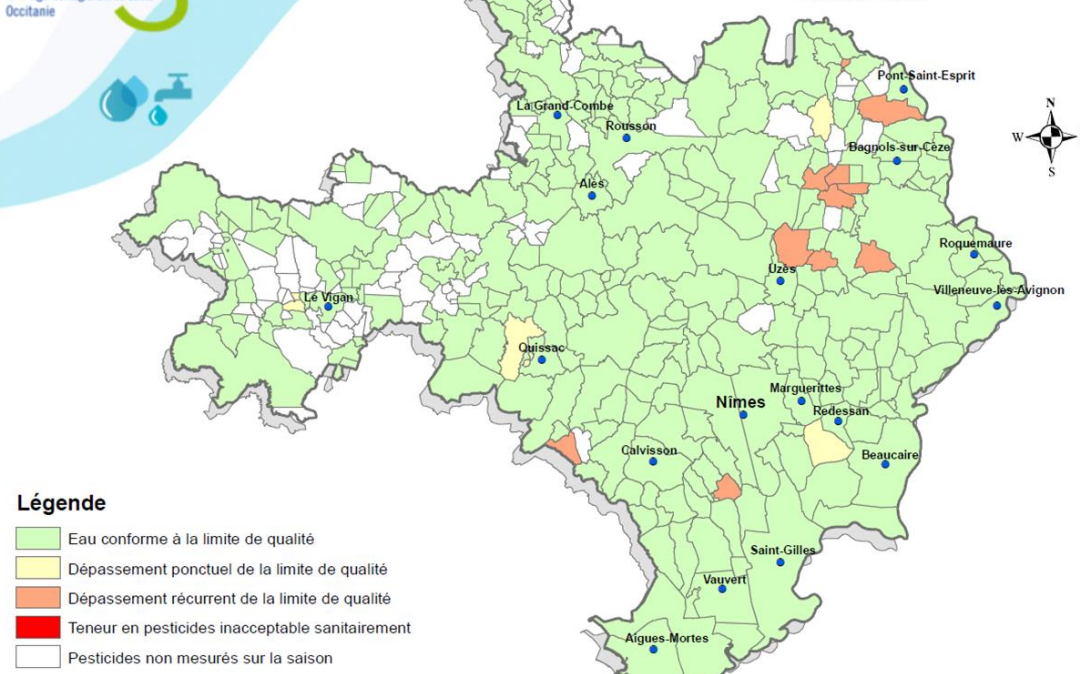 Occitanie
Pont-Saint-Esprit
La Grand-Combe
Rousson
Bagnols-sur-Cèze
Alès
N
W
E
S
Roquemaure
Uzès
Villeneuve-lès-Avignon
Le Vigan
Quissac
Marguerittes
Nîmes
Redessan
Calvisson
Beaucaire
Légende
Eau conforme à la limite de qualité
Saint-Gilles
Dépassement ponctuel de la limite de qualité
Vauvert
Dépassement récurrent de la limite de qualité
Teneur en pesticides inacceptable sanitairement
Aigues-Mortes
Pesticides non mesurés sur la saison